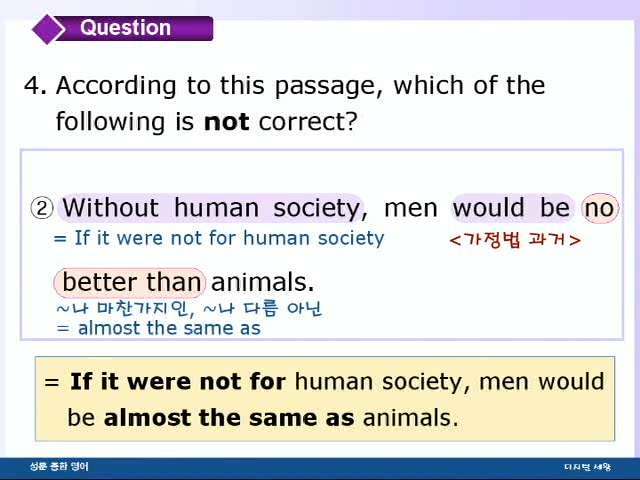 Question
4. According to this passage, which of the
following is not correct?
② Without human society, men would be no
= If it were not for human society <가정법 과거>
better than animals.
~나 마찬가지인, ~나 다름 아닌
= almost the same as
= If it were not for human society, men would
be almost the same as animals.
성문 종합 영어
디지털 세왕